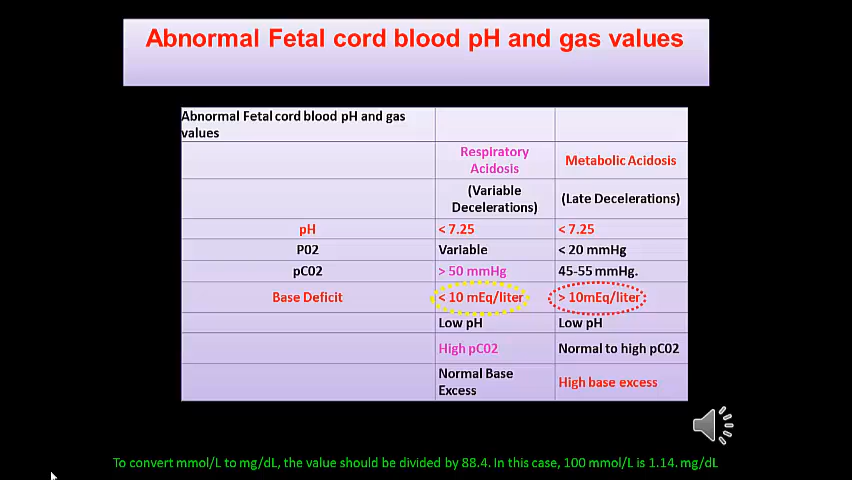 Abnormal Fetal cord blood pH and gas values
Abnormal Fetal cord blood pH and gas
values
Respiratory
Acidosis
Metabolic Acidosis
(Variable
Decelerations)
(Late Decelerations)
pH < 7.25 < 7.25
P02 Variable < 20 mmHg
pC02 > 50 mmHg 45-55 mmHg.
Base Deficit < 10 mEq/liter > 10mEq/liter
Low pH Low pH
High pC02 Normal to high pC02
Normal Base
Excess
High base excess
To convert mmol/L to mg/dL, the value should be divided by 88.4. In this case, 100 mmol/L is 1.14. mg/dL